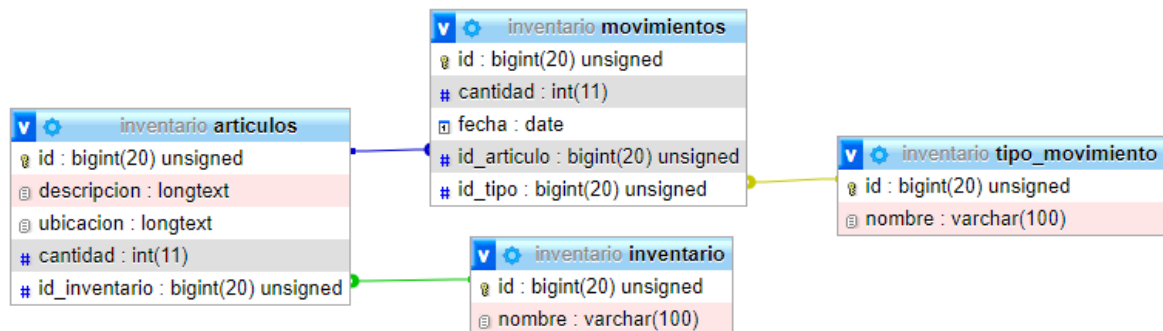 inventario movimientos
id : bigint(20) unsigned
cantidad : int(11)
fecha : date
id_articulo : bigint(20) unsigned
id_tipo : bigint(20) unsigned
inventario articulos
id : bigint(20) unsigned
descripcion : longtext
ubicacion : longtext
cantidad : int(11)
id_inventario : bigint(20) unsigned
inventario tipo_movimiento
id : bigint(20) unsigned
nombre : varchar(100)
inventario inventario
id : bigint(20) unsigned
nombre : varchar(100)